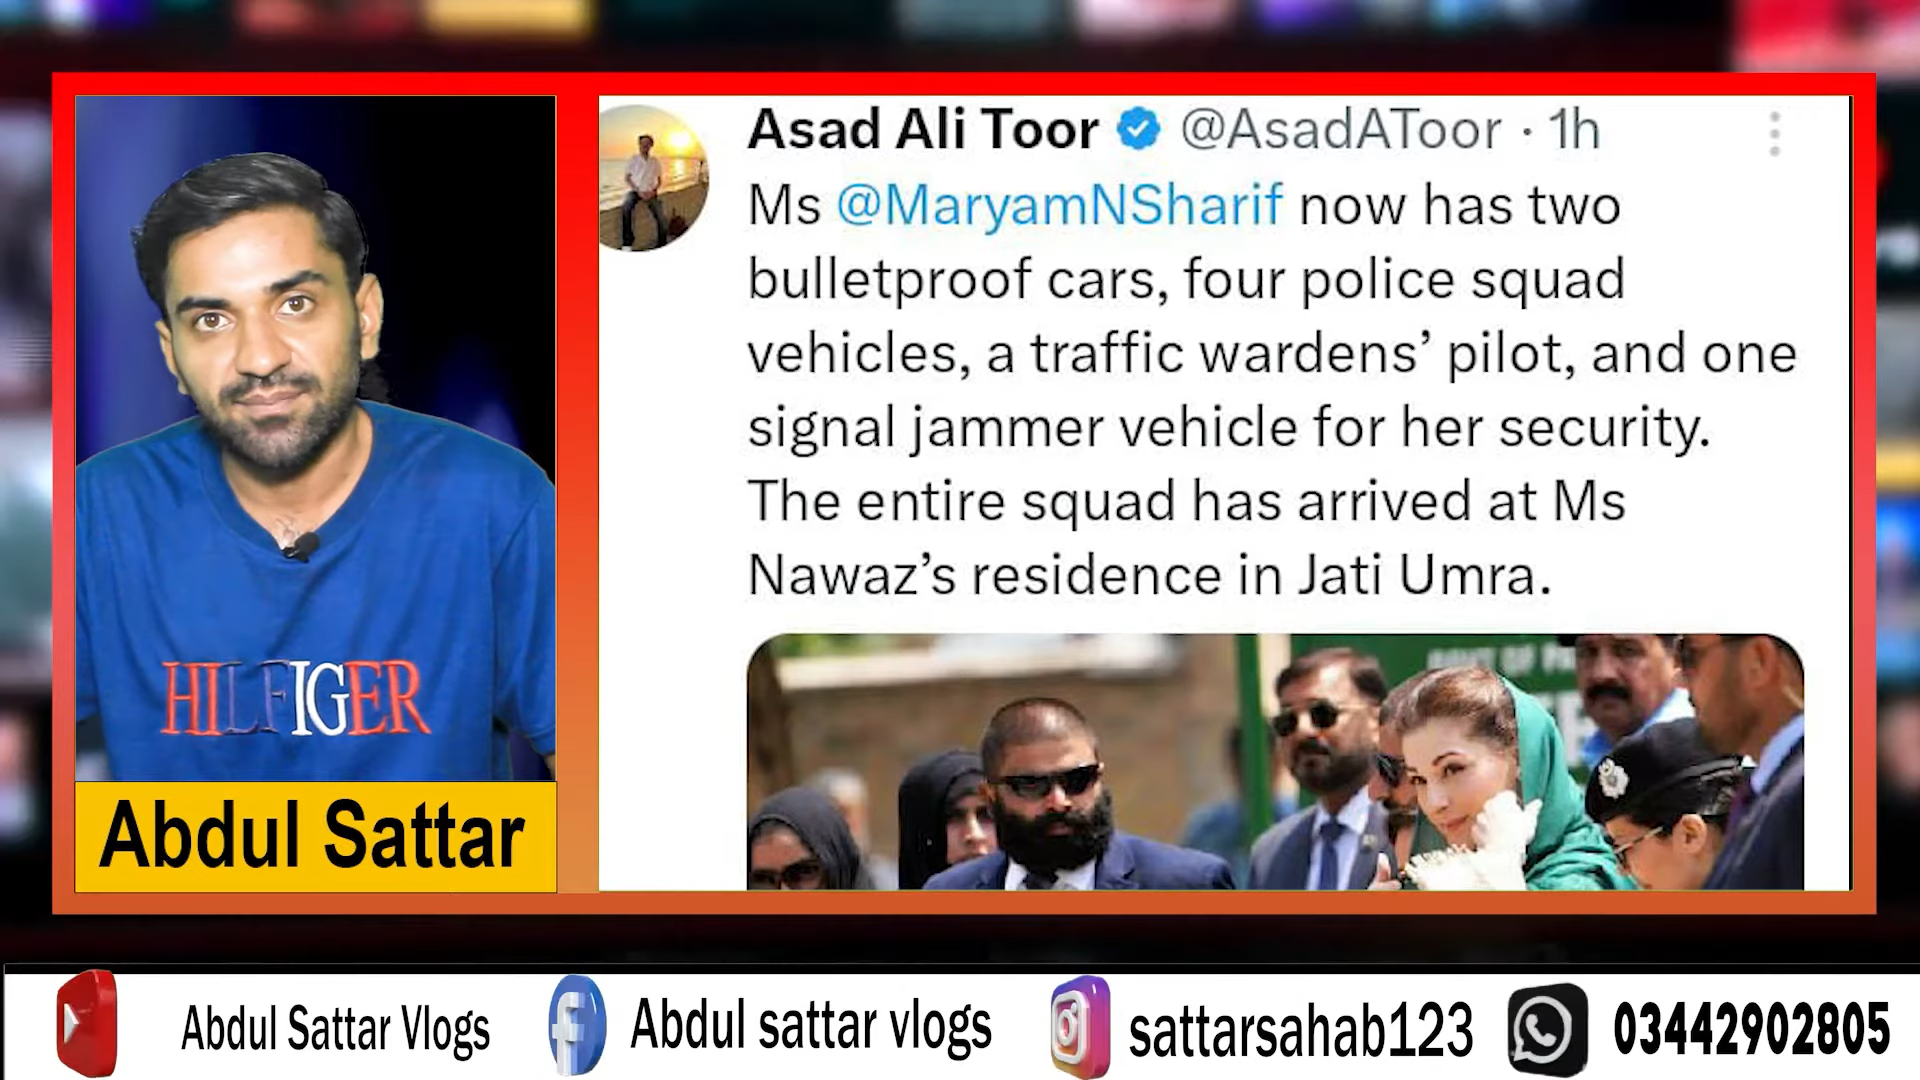 Asad Ali Toor @AsadAToor · 1h
Ms @MaryamNSharif now has two
bulletproof cars, four police squad
vehicles, a traffic wardens’ pilot, and one
signal jammer vehicle for her security.
The entire squad has arrived at Ms
Nawaz’s residence in Jati Umra.
HILFIGER
Abdul Sattar
Abdul Sattar Vlogs
Abdul sattar vlogs
sattarsahab123
03442902805